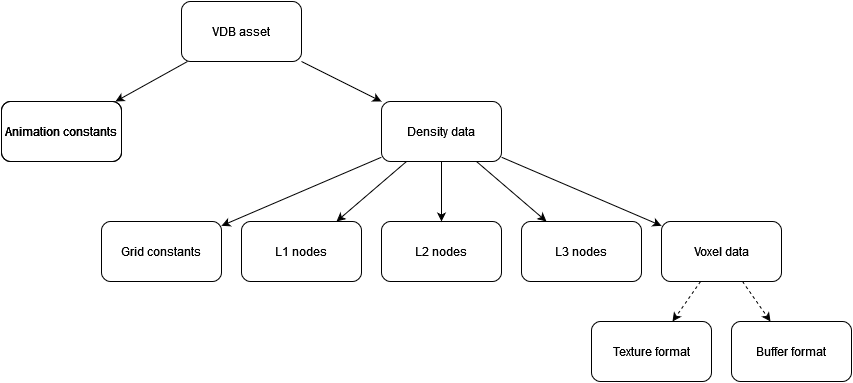 VDB asset
Animation constants
Density data
Grid constants
L1 nodes
L2 nodes
L3 nodes
Voxel data
Texture format
Buffer format